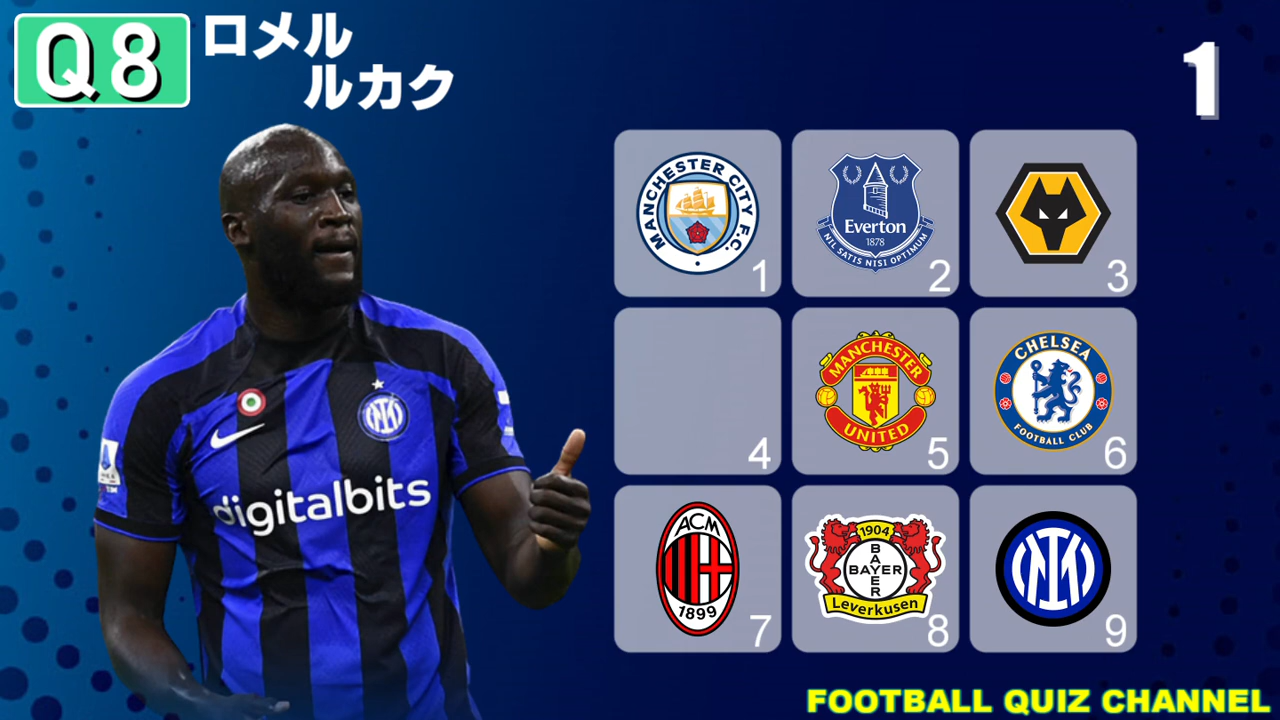 Q8
ロメル
ルカク
1
MANCHESTER CITY F.C.
1
Everton
1878
NIL SATIS NISI OPTIMUM
2
3
4
MANCHESTER
UNITED
5
CHELSEA
FOOTBALL CLUB
6
ACM
1899
7
1904
BAYER
BAYER
Leverkusen
8
9
digitalbits
FOOTBALL QUIZ CHANNEL